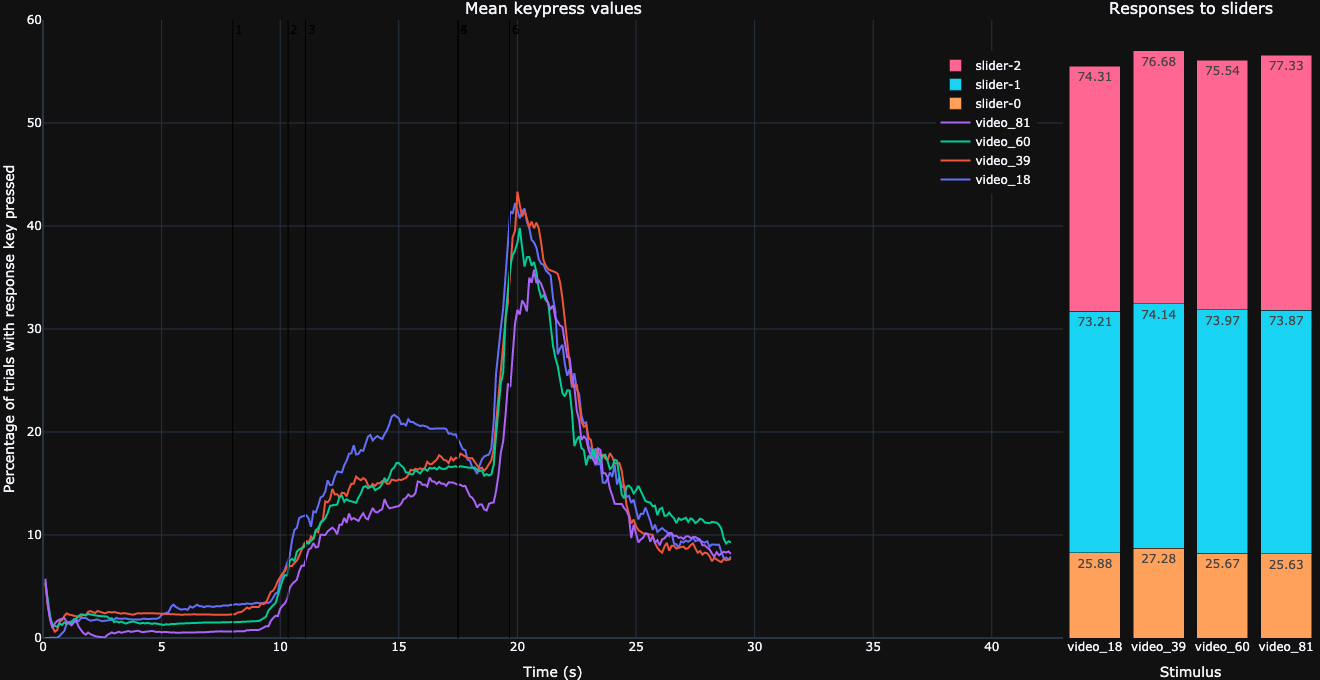 Mean keypress values
Responses to sliders
60
50
40
30
20
10
0
Percentage of trials with response key pressed
1
2
3
6
slider-2
slider-1
slider-0
video_81
video_60
video_39
video_18
0
5
10
15
20
25
30
35
40
Time (s)
74.31
76.68
75.54
77.33
73.21
74.14
73.97
73.87
25.88
27.28
25.67
25.63
video_18
video_39
video_60
video_81
Stimulus